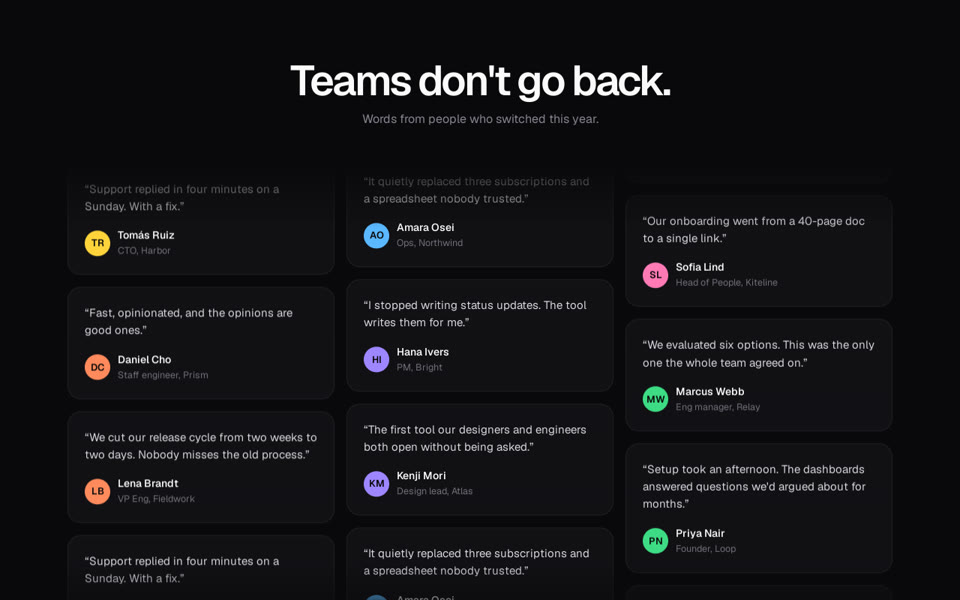 Teams don't go back.
Words from people who switched this year.
“Support replied in four minutes on a
Sunday. With a fix.”
TR
Tomás Ruiz
CTO, Harbor
“Fast, opinionated, and the opinions are
good ones.”
DC
Daniel Cho
Staff engineer, Prism
“We cut our release cycle from two weeks to
two days. Nobody misses the old process.”
LB
Lena Brandt
VP Eng, Fieldwork
“Support replied in four minutes on a
Sunday. With a fix.”
“It quietly replaced three subscriptions and
a spreadsheet nobody trusted.”
AO
Amara Osei
Ops, Northwind
“I stopped writing status updates. The tool
writes them for me.”
HI
Hana Ivers
PM, Bright
“The first tool our designers and engineers
both open without being asked.”
KM
Kenji Mori
Design lead, Atlas
“It quietly replaced three subscriptions and
a spreadsheet nobody trusted.”
Amara Osei
“Our onboarding went from a 40-page doc
to a single link.”
SL
Sofia Lind
Head of People, Kiteline
“We evaluated six options. This was the only
one the whole team agreed on.”
MW
Marcus Webb
Eng manager, Relay
“Setup took an afternoon. The dashboards
answered questions we'd argued about for
months.”
PN
Priya Nair
Founder, Loop